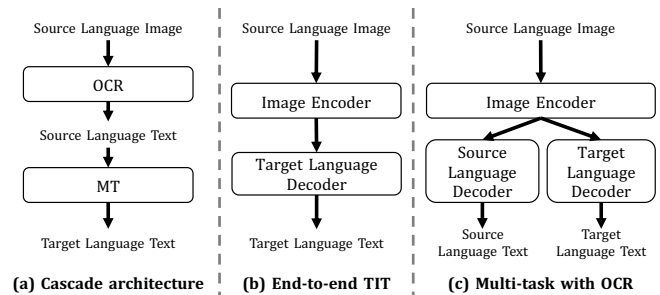 Source Language Image
OCR
Source Language Text
MT
Target Language Text
(a) Cascade architecture
Source Language Image
Image Encoder
Target Language
Decoder
Target Language Text
(b) End-to-end TIT
Source Language Image
Image Encoder
Source
Language
Decoder
Target
Language
Decoder
Source
Language Text
Target
Language Text
(c) Multi-task with OCR